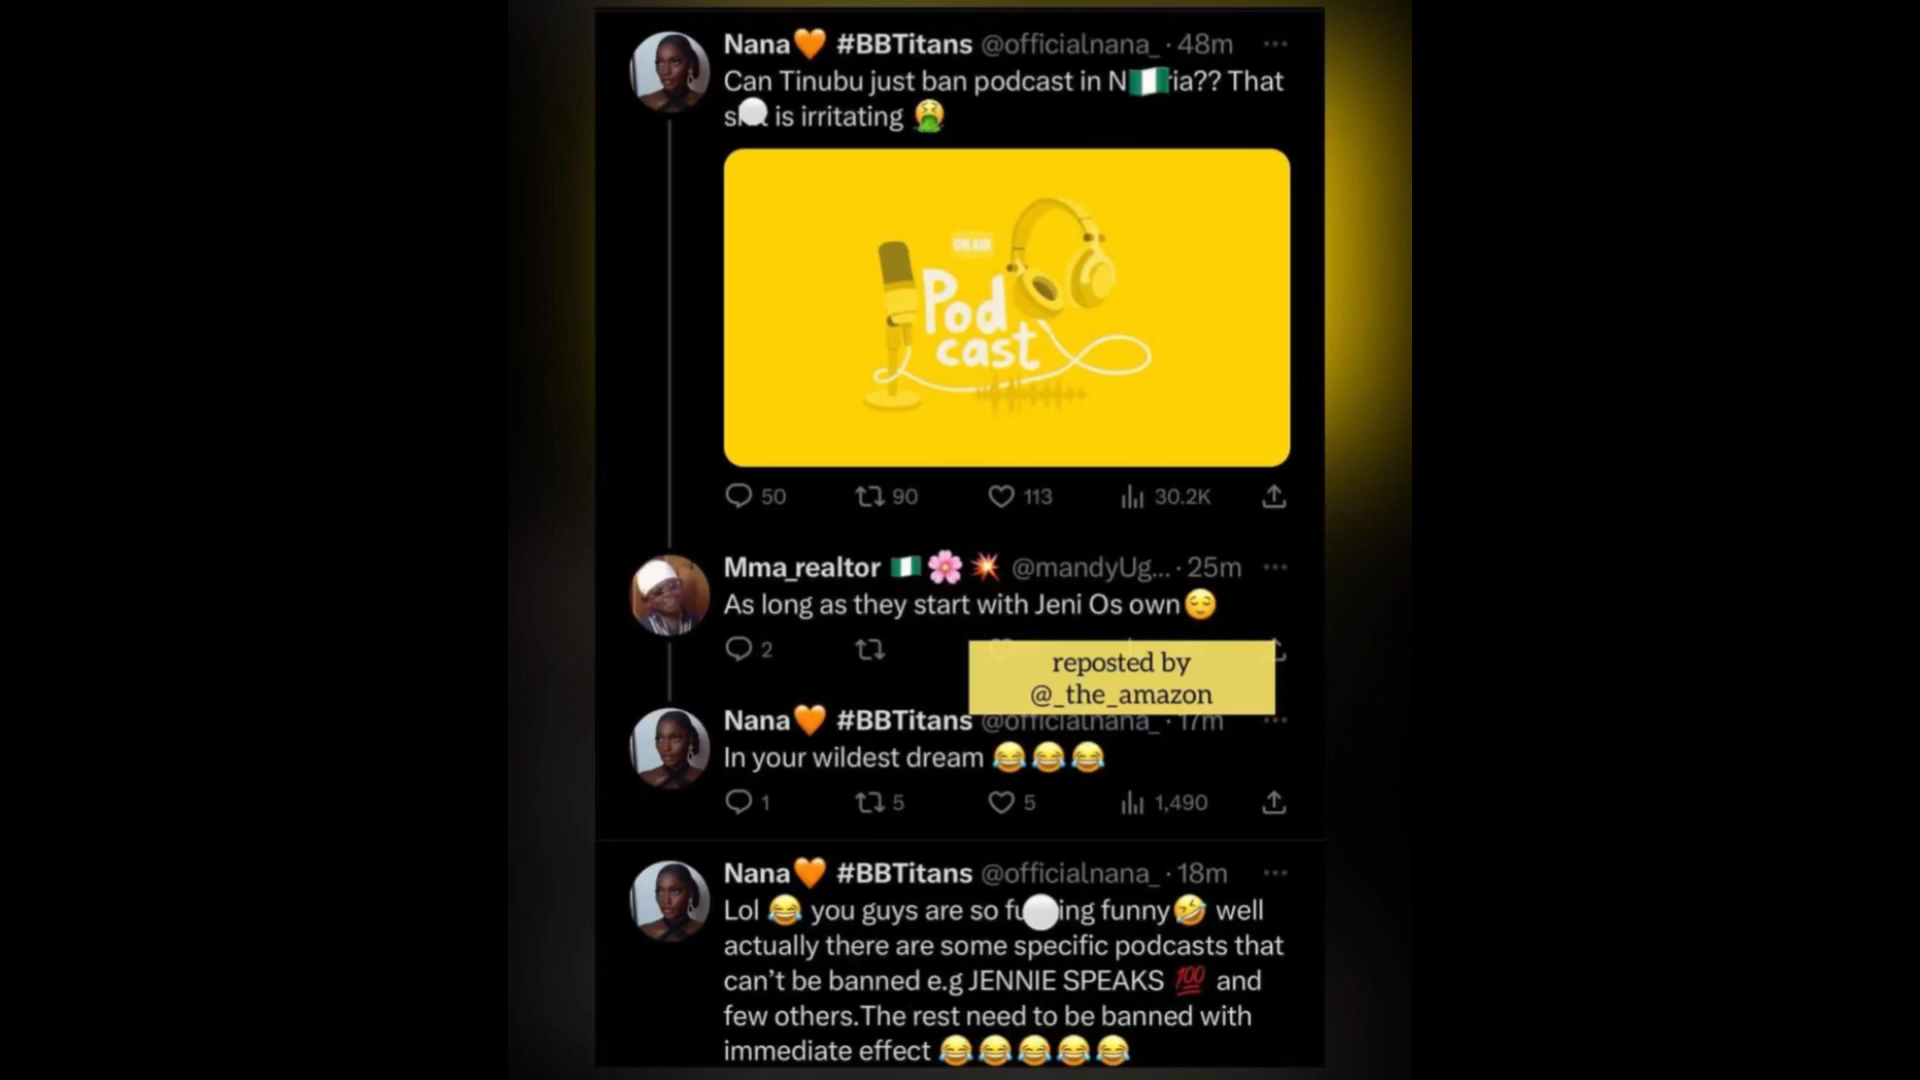 Nana🧡 #BBTitans @officialnana_ · 48m
Can Tinubu just ban podcast in N🇳🇬ria?? That
is irritating 🤮
ON AIR
Pod
cast
50 90 113 30.2K
Mma_realtor 🇳🇬🌸💥 @mandyUg... · 25m
As long as they start with Jeni Os own😌
2
reposted by
@_the_amazon
Nana🧡 #BBTitans @officialnana_ · 17m
In your wildest dream 😂😂😂
1 5 5 1,490
Nana🧡 #BBTitans @officialnana_ · 18m
Lol 😂 you guys are so fu⚪ing funny🤣 well
actually there are some specific podcasts that
can't be banned e.g JENNIE SPEAKS 💯 and
few others.The rest need to be banned with
immediate effect 😂😂😂😂😂